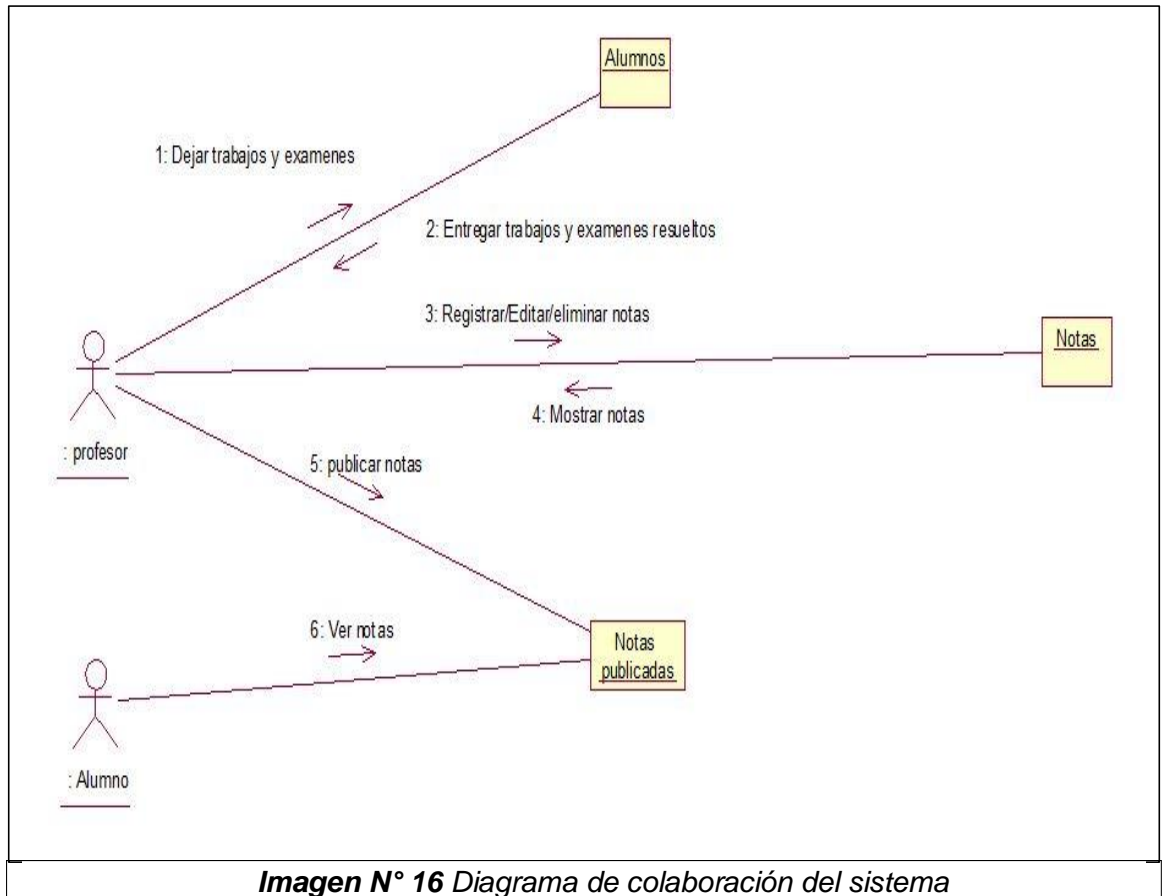 Alumnos
1: Dejar trabajos y examenes
2: Entregar trabajos y examenes resueltos
3: Registrar/Editar/eliminar notas
Notas
4: Mostrar notas
: profesor
5: publicar notas
6: Ver notas
Notas
publicadas
: Alumno
Imagen N° 16 Diagrama de colaboración del sistema